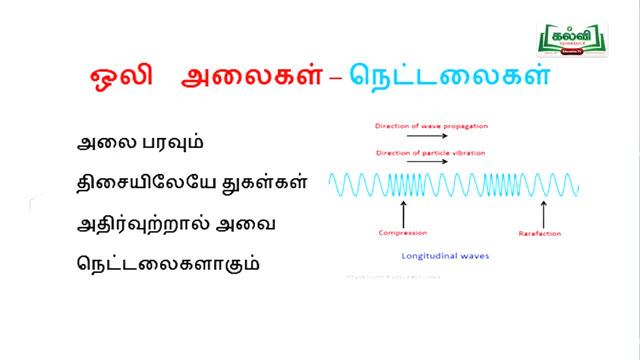 கல்வி
ஒலி அலைகள் – நெட்டலைகள்
அலை பரவும்
திசையிலேயே துகள்கள்
அதிர்வுற்றால் அவை
நெட்டலைகளாகும்
Direction of wave propagation
Direction of particle vibration
Compression
Rarefaction
Longitudinal waves